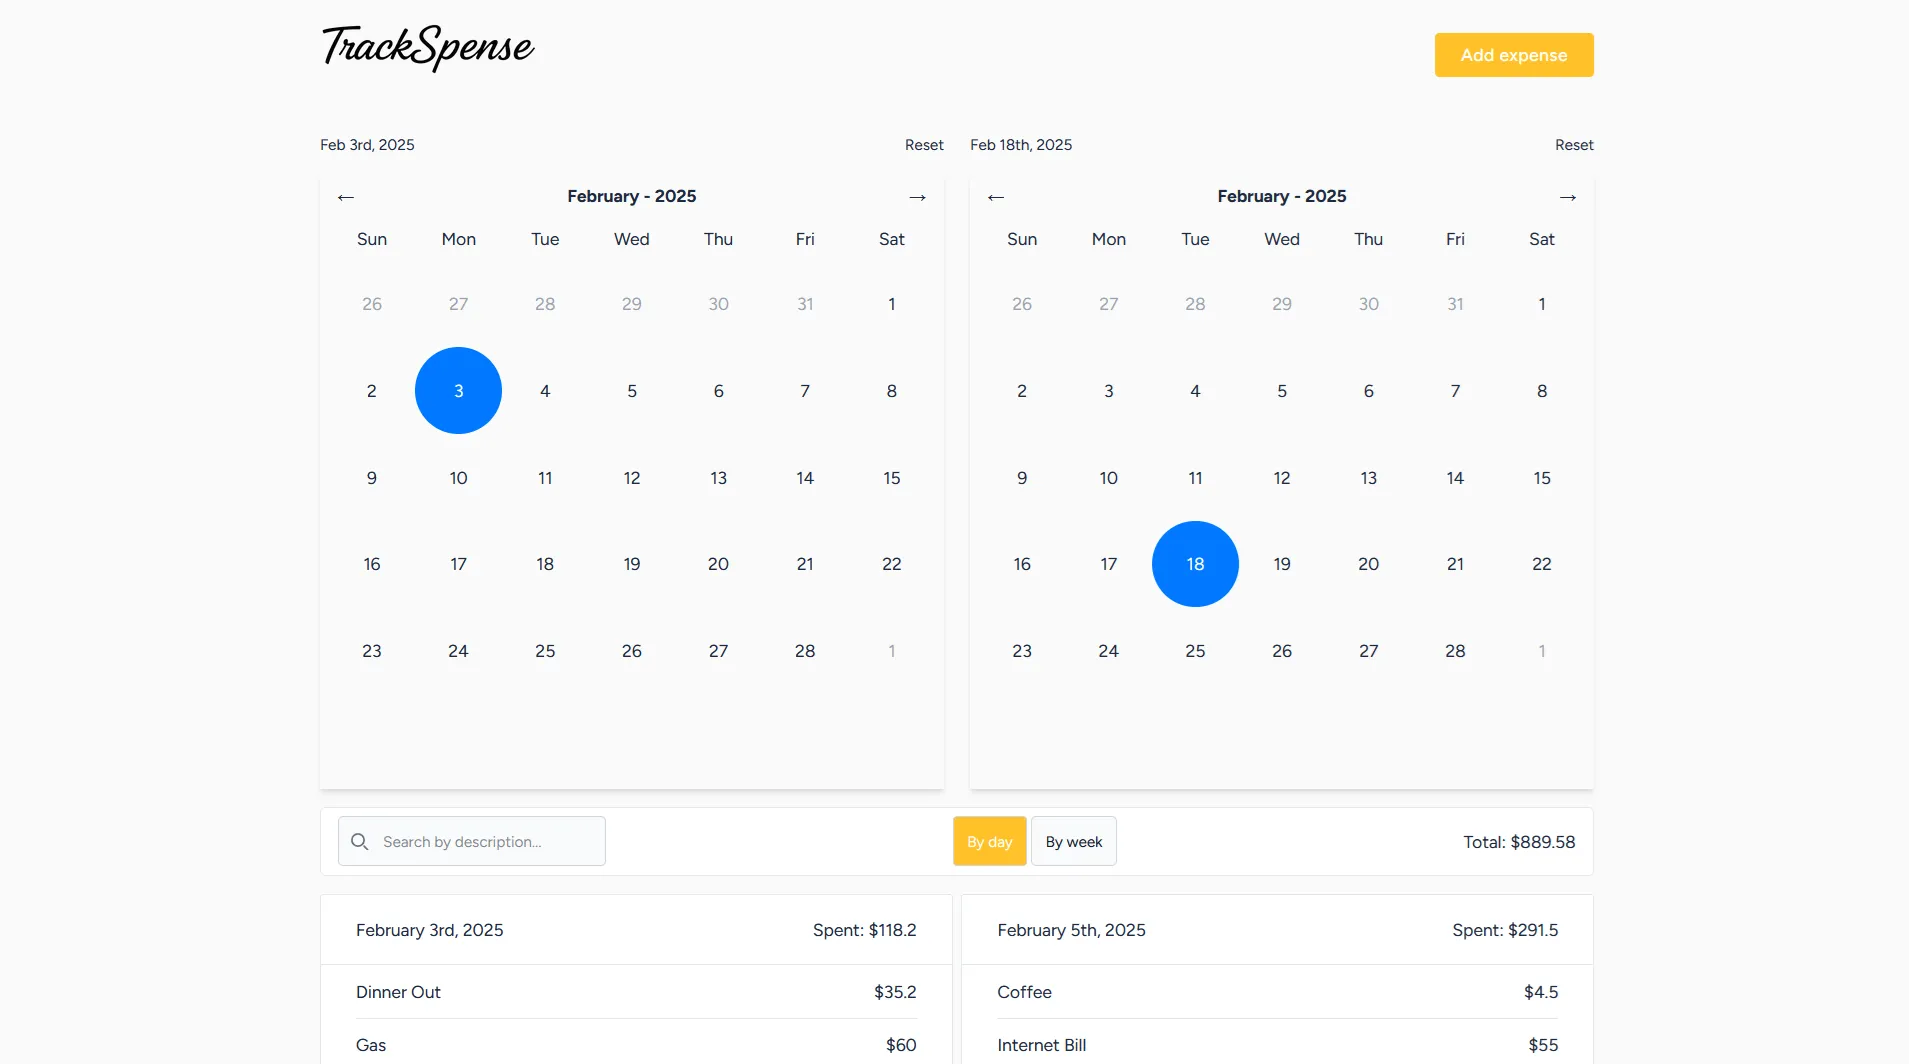 TrackSpense
Add expense
Feb 3rd, 2025 Reset
← February - 2025 →
Sun Mon Tue Wed Thu Fri Sat
26 27 28 29 30 31 1
2 3 4 5 6 7 8
9 10 11 12 13 14 15
16 17 18 19 20 21 22
23 24 25 26 27 28 1
Feb 18th, 2025 Reset
← February - 2025 →
Sun Mon Tue Wed Thu Fri Sat
26 27 28 29 30 31 1
2 3 4 5 6 7 8
9 10 11 12 13 14 15
16 17 18 19 20 21 22
23 24 25 26 27 28 1
Search by description...
By day By week
Total: $889.58
February 3rd, 2025 Spent: $118.2
Dinner Out $35.2
Gas $60
February 5th, 2025 Spent: $291.5
Coffee $4.5
Internet Bill $55